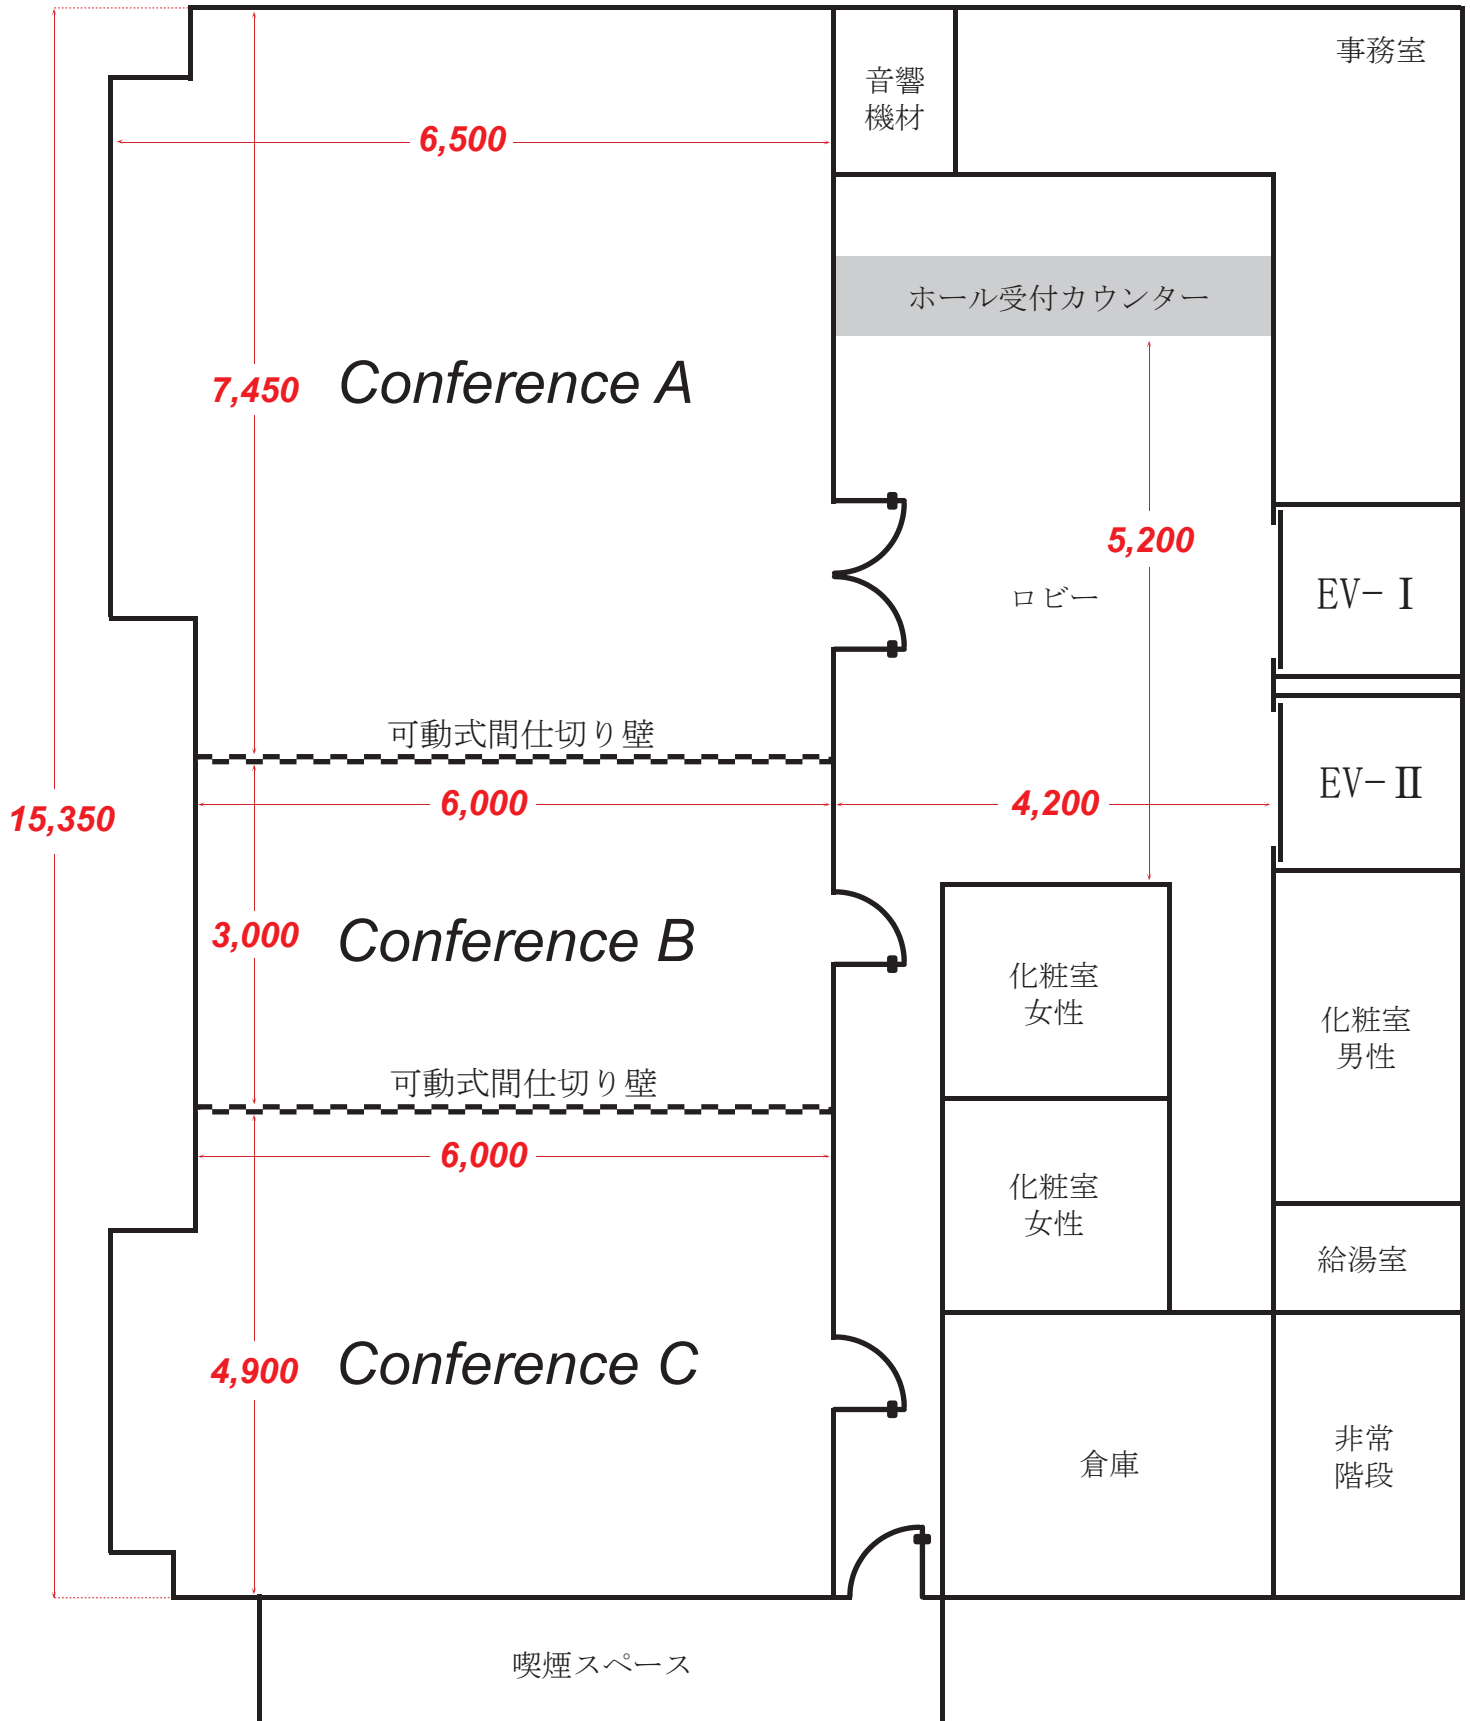 事務室
音響
機材
6,500
ホール受付カウンター
7,450
Conference A
5,200
ロビー
EV-Ⅰ
可動式間仕切り壁
EV-Ⅱ
6,000
4,200
15,350
3,000
Conference B
化粧室
女性
化粧室
男性
可動式間仕切り壁
6,000
化粧室
女性
給湯室
4,900
Conference C
倉庫
非常
階段
喫煙スペース